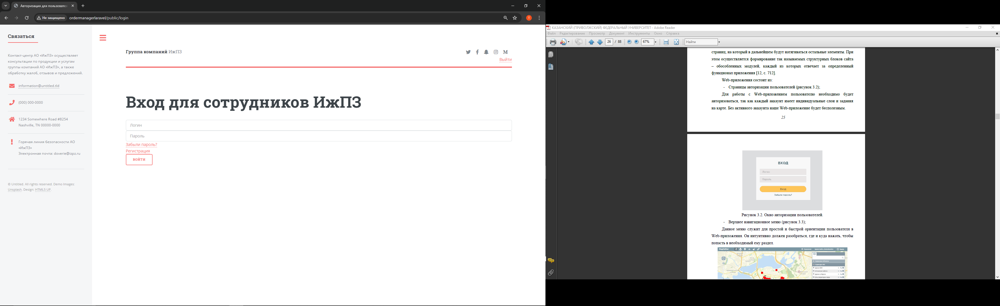 Авторизация для пользовател
Не защищено
ordermanagerlaravel/public/login
T
Связаться
Контакт-центр АО «ИжПЗ» осуществляет
консультации по продукции и услугам
группы компаний АО «ИжПЗ», а также
обработку жалоб, отзывов и предложений.
information@untitled.tld
(000) 000-0000
1234 Somewhere Road #8254
Nashville, TN 00000-0000
Горячая линия безопасности АО
«ИжПЗ»
Электронная почта: doverie@izpz.ru
© Untitled. All rights reserved. Demo Images:
Unsplash. Design: HTML5 UP.
Группа компаний ИжПЗ
Выйти
Вход для сотрудников ИжПЗ
Логин
Пароль
Забыли пароль?
Регистрация
ВОЙТИ
КАЗАНСКИЙ (ПРИВОЛЖСКИЙ) ФЕДЕРАЛЬНЫЙ УНИВЕРСИТЕТ - Adobe Reader
Файл Редактирование Просмотр Документ Инструменты Окно Справка
26 / 88 67% Найти
страниц, на который в дальнейшем будут натягиваться остальные элементы. При
этом осуществляется формирование так называемых структурных блоков сайта
– обособленных модулей, каждый из которых отвечает за определенный
функционал приложения [12, с. 712].
Web-приложения состоит из:
- Страницы авторизации пользователей (рисунок 3.2);
Для работы с Web-приложением пользователю необходимо будет
авторизоваться, так как каждый аккаунт имеет индивидуальные слои и задания
на карте. Без активного аккаунта наше Web-приложение будет бесполезным.
25
ВХОД
Логин
Пароль
Вход
Забыли пароль?
Рисунок 3.2. Окно авторизации пользователей.
- Верхнее навигационное меню (рисунок 3.3);
Данное меню служит для простой и быстрой ориентации пользователя в
Web-приложения. Он интуитивно должен разобраться, где и куда нажать, чтобы
попасть в необходимый ему раздел.
MapEditor